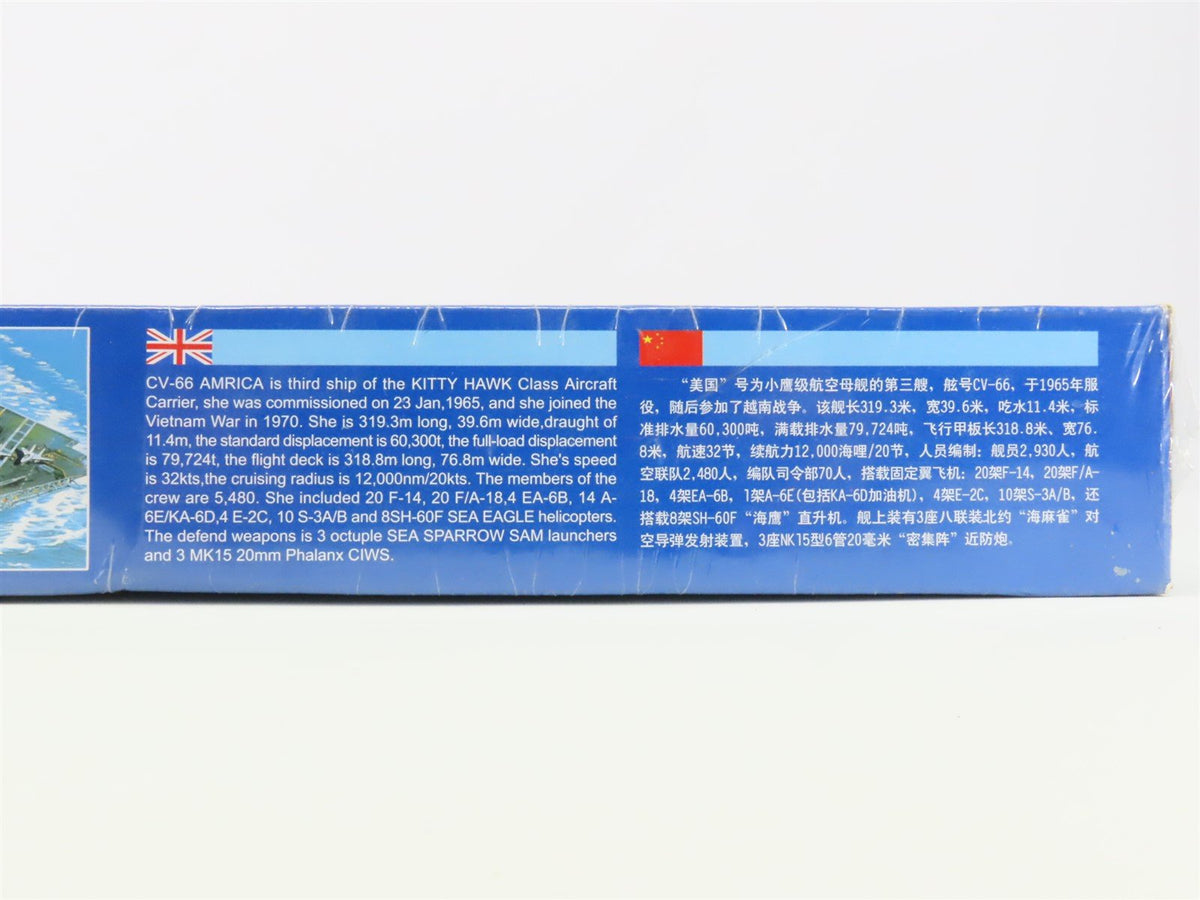 CV-66 AMRICA is third ship of the KITTY HAWK Class Aircraft
Carrier, she was commissioned on 23 Jan,1965, and she joined the
Vietnam War in 1970. She is 319.3m long, 39.6m wide,draught of
11.4m, the standard displacement is 60,300t, the full-load displacement
is 79,724t, the flight deck is 318.8m long, 76.8m wide. She's speed
is 32kts,the cruising radius is 12,000nm/20kts. The members of the
crew are 5,480. She included 20 F-14, 20 F/A-18,4 EA-6B, 14 A-
6E/KA-6D,4 E-2C, 10 S-3A/B and 8SH-60F SEA EAGLE helicopters.
The defend weapons is 3 octuple SEA SPARROW SAM launchers
and 3 MK15 20mm Phalanx CIWS.
“美国”号为小鹰级航空母舰的第三艘，舷号CV-66，于1965年服
役，随后参加了越南战争。该舰长319.3米，宽39.6米，吃水11.4米，标
准排水量60,300吨，满载排水量79,724吨，飞行甲板长318.8米、宽76.
8米，航速32节，续航力12,000海哩/20节，人员编制：舰员2,930人，航
空联队2,480人，编队司令部70人，搭载固定翼飞机：20架F-14，20架F/A-
18，4架EA-6B，1架A-6E(包括KA-6D加油机)，4架E-2C，10架S-3A/B，还
搭载8架SH-60F“海鹰”直升机。舰上装有3座八联装北约“海麻雀”对
空导弹发射装置，3座NK15型6管20毫米“密集阵”近防炮。